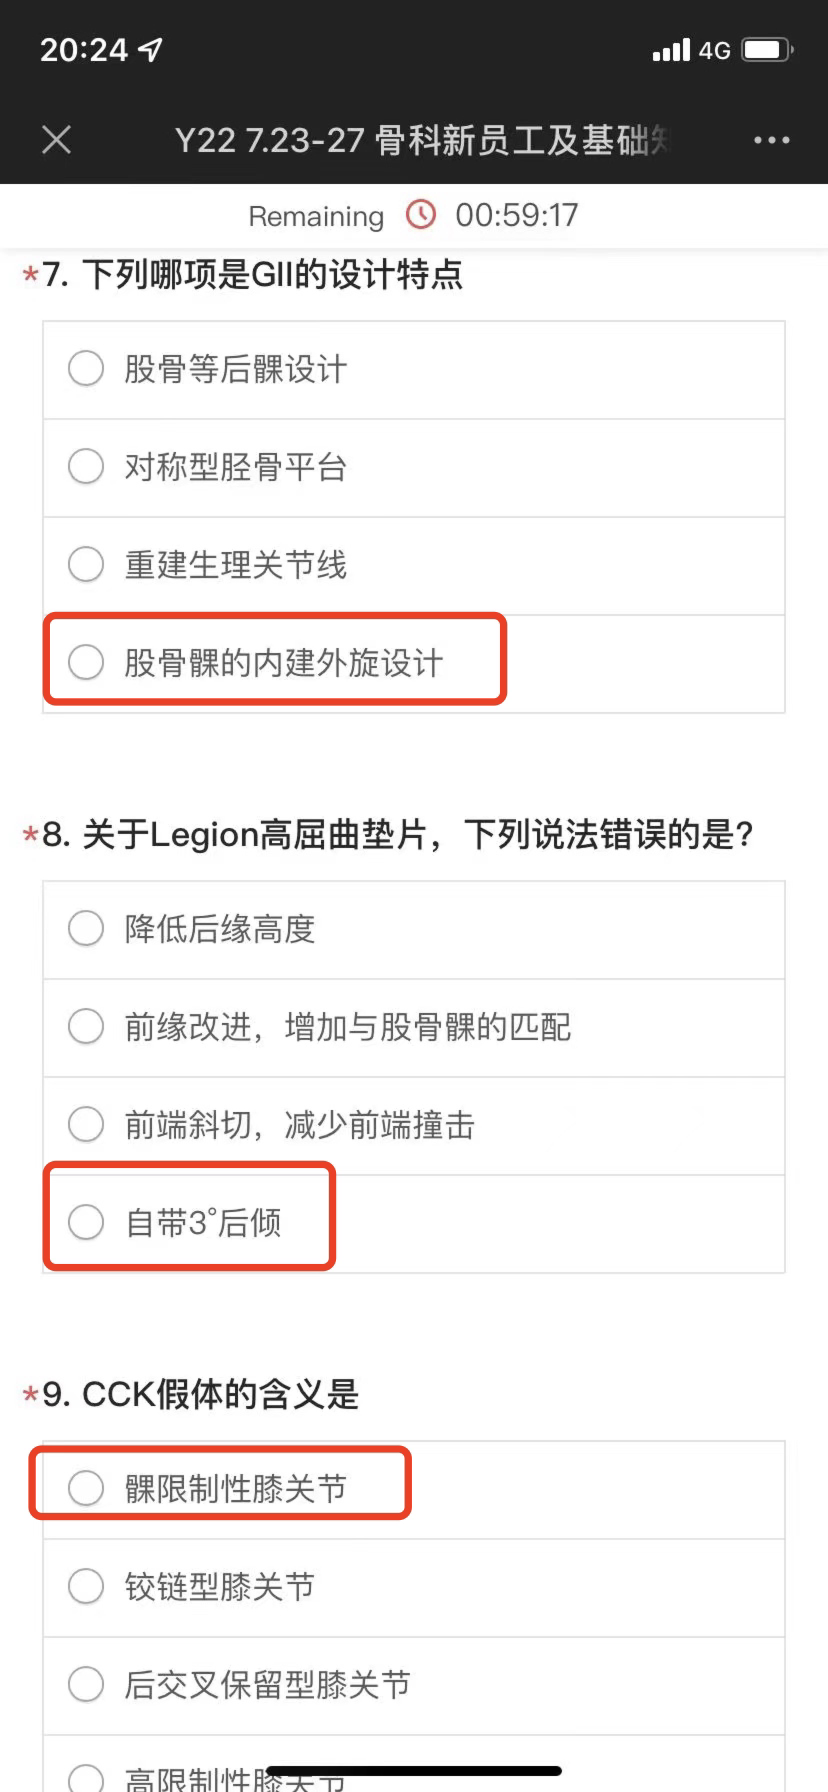 20:24
4G
Y22 7.23-27 骨科新员工及基础知
Remaining 00:59:17
*7. 下列哪项是GII的设计特点
股骨等后髁设计
对称型胫骨平台
重建生理关节线
股骨髁的内建外旋设计
*8. 关于Legion高屈曲垫片，下列说法错误的是?
降低后缘高度
前缘改进，增加与股骨髁的匹配
前端斜切，减少前端撞击
自带3°后倾
*9. CCK假体的含义是
髁限制性膝关节
铰链型膝关节
后交叉保留型膝关节
高限制性膝关节